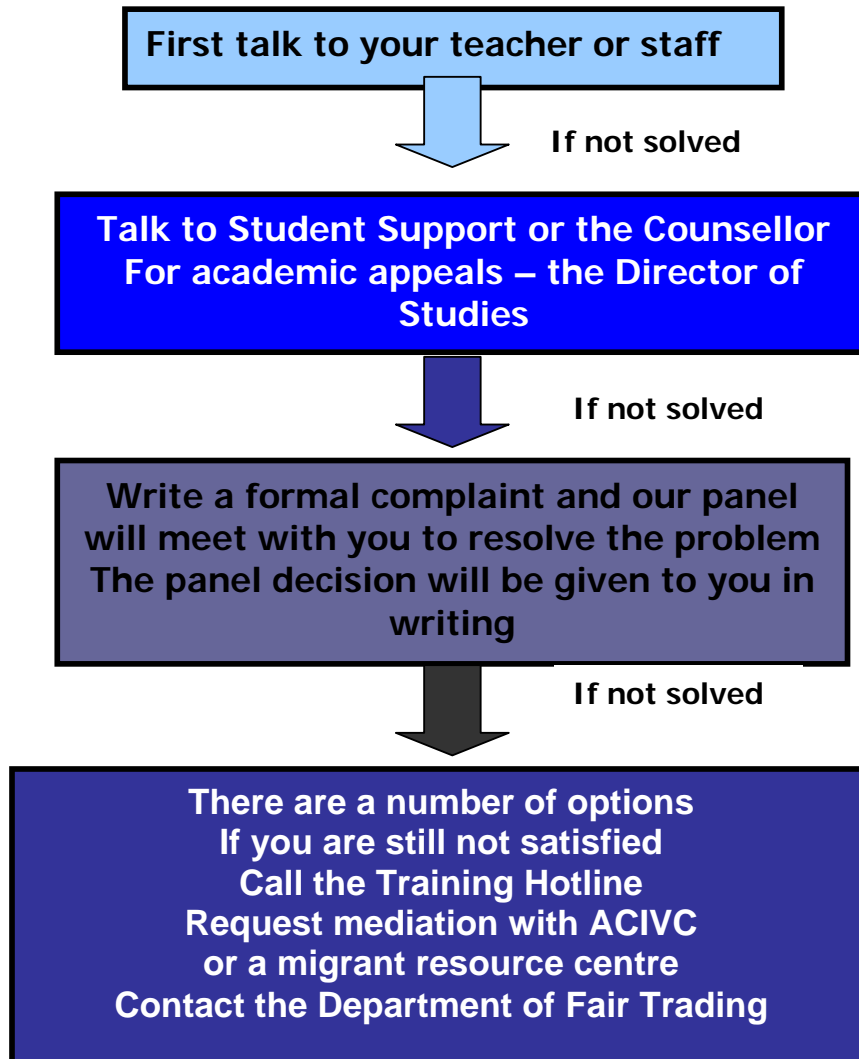 First talk to your teacher or staff
If not solved
Talk to Student Support or the Counsellor
For academic appeals – the Director of
Studies
If not solved
Write a formal complaint and our panel
will meet with you to resolve the problem
The panel decision will be given to you in
writing
If not solved
There are a number of options
If you are still not satisfied
Call the Training Hotline
Request mediation with ACIVC
or a migrant resource centre
Contact the Department of Fair Trading